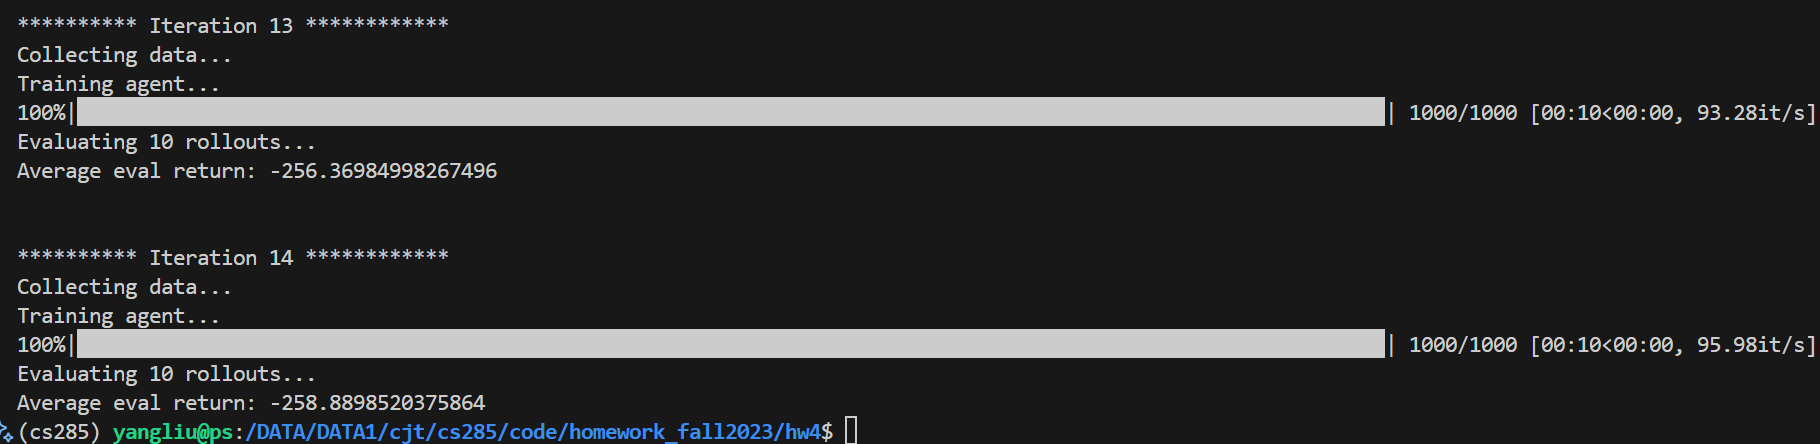 ********** Iteration 13 ************
Collecting data...
Training agent...
100%| | 1000/1000 [00:10<00:00, 93.28it/s]
Evaluating 10 rollouts...
Average eval return: -256.36984998267496
********** Iteration 14 ************
Collecting data...
Training agent...
100%| | 1000/1000 [00:10<00:00, 95.98it/s]
Evaluating 10 rollouts...
Average eval return: -258.8898520375864
(cs285) yangliu@ps:/DATA/DATA1/cjt/cs285/code/homework_fall2023/hw4$